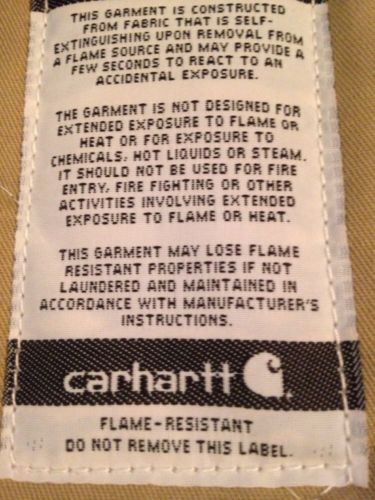 THIS GARMENT IS CONSTRUCTED
FROM FABRIC THAT IS SELF-
EXTINGUISHING UPON REMOVAL FROM
A FLAME SOURCE AND MAY PROVIDE A
FEW SECONDS TO REACT TO AN
ACCIDENTAL EXPOSURE.
THE GARMENT IS NOT DESIGNED FOR
EXTENDED EXPOSURE TO FLAME OR
HEAT OR FOR EXPOSURE TO
CHEMICALS, HOT LIQUIDS OR STEAM.
IT SHOULD NOT BE USED FOR FIRE
ENTRY, FIRE FIGHTING OR OTHER
ACTIVITIES INVOLVING EXTENDED
EXPOSURE TO FLAME OR HEAT.
THIS GARMENT MAY LOSE FLAME
RESISTANT PROPERTIES IF NOT
LAUNDERED AND MAINTAINED IN
ACCORDANCE WITH MANUFACTURER'S
INSTRUCTIONS.
carhartt
FLAME-RESISTANT
DO NOT REMOVE THIS LABEL.